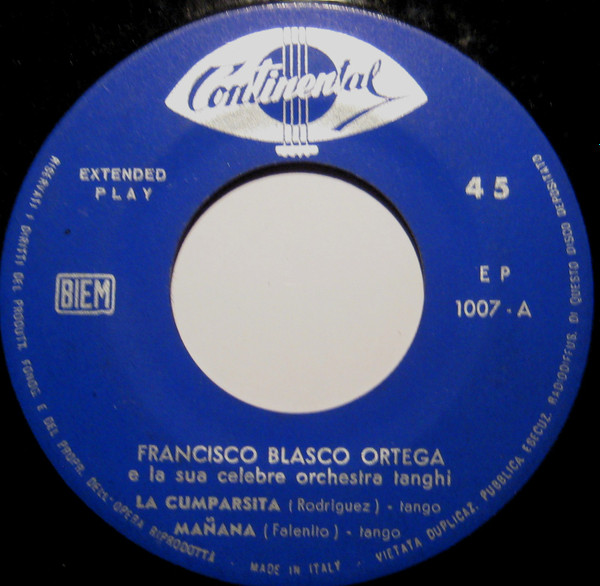 Continental
EXTENDED
PLAY
45
BIEM
EP
1007-A
FRANCISCO BLASCO ORTEGA
e la sua celebre orchestra tanghi
LA CUMPARSITA (Rodriguez) - tango
MAÑANA (Falenito) - tango
RISERVATI I DIRITTI DEL PRODUTT. FONOG. E DEL PROPR. DELL'OPERA RIPRODOTTA - MADE IN ITALY - VIETATA DUPLICAZ. PUBBLICA ESECUZ. RADIODIFFUS. DI QUESTO DISCO DEPOSITATO